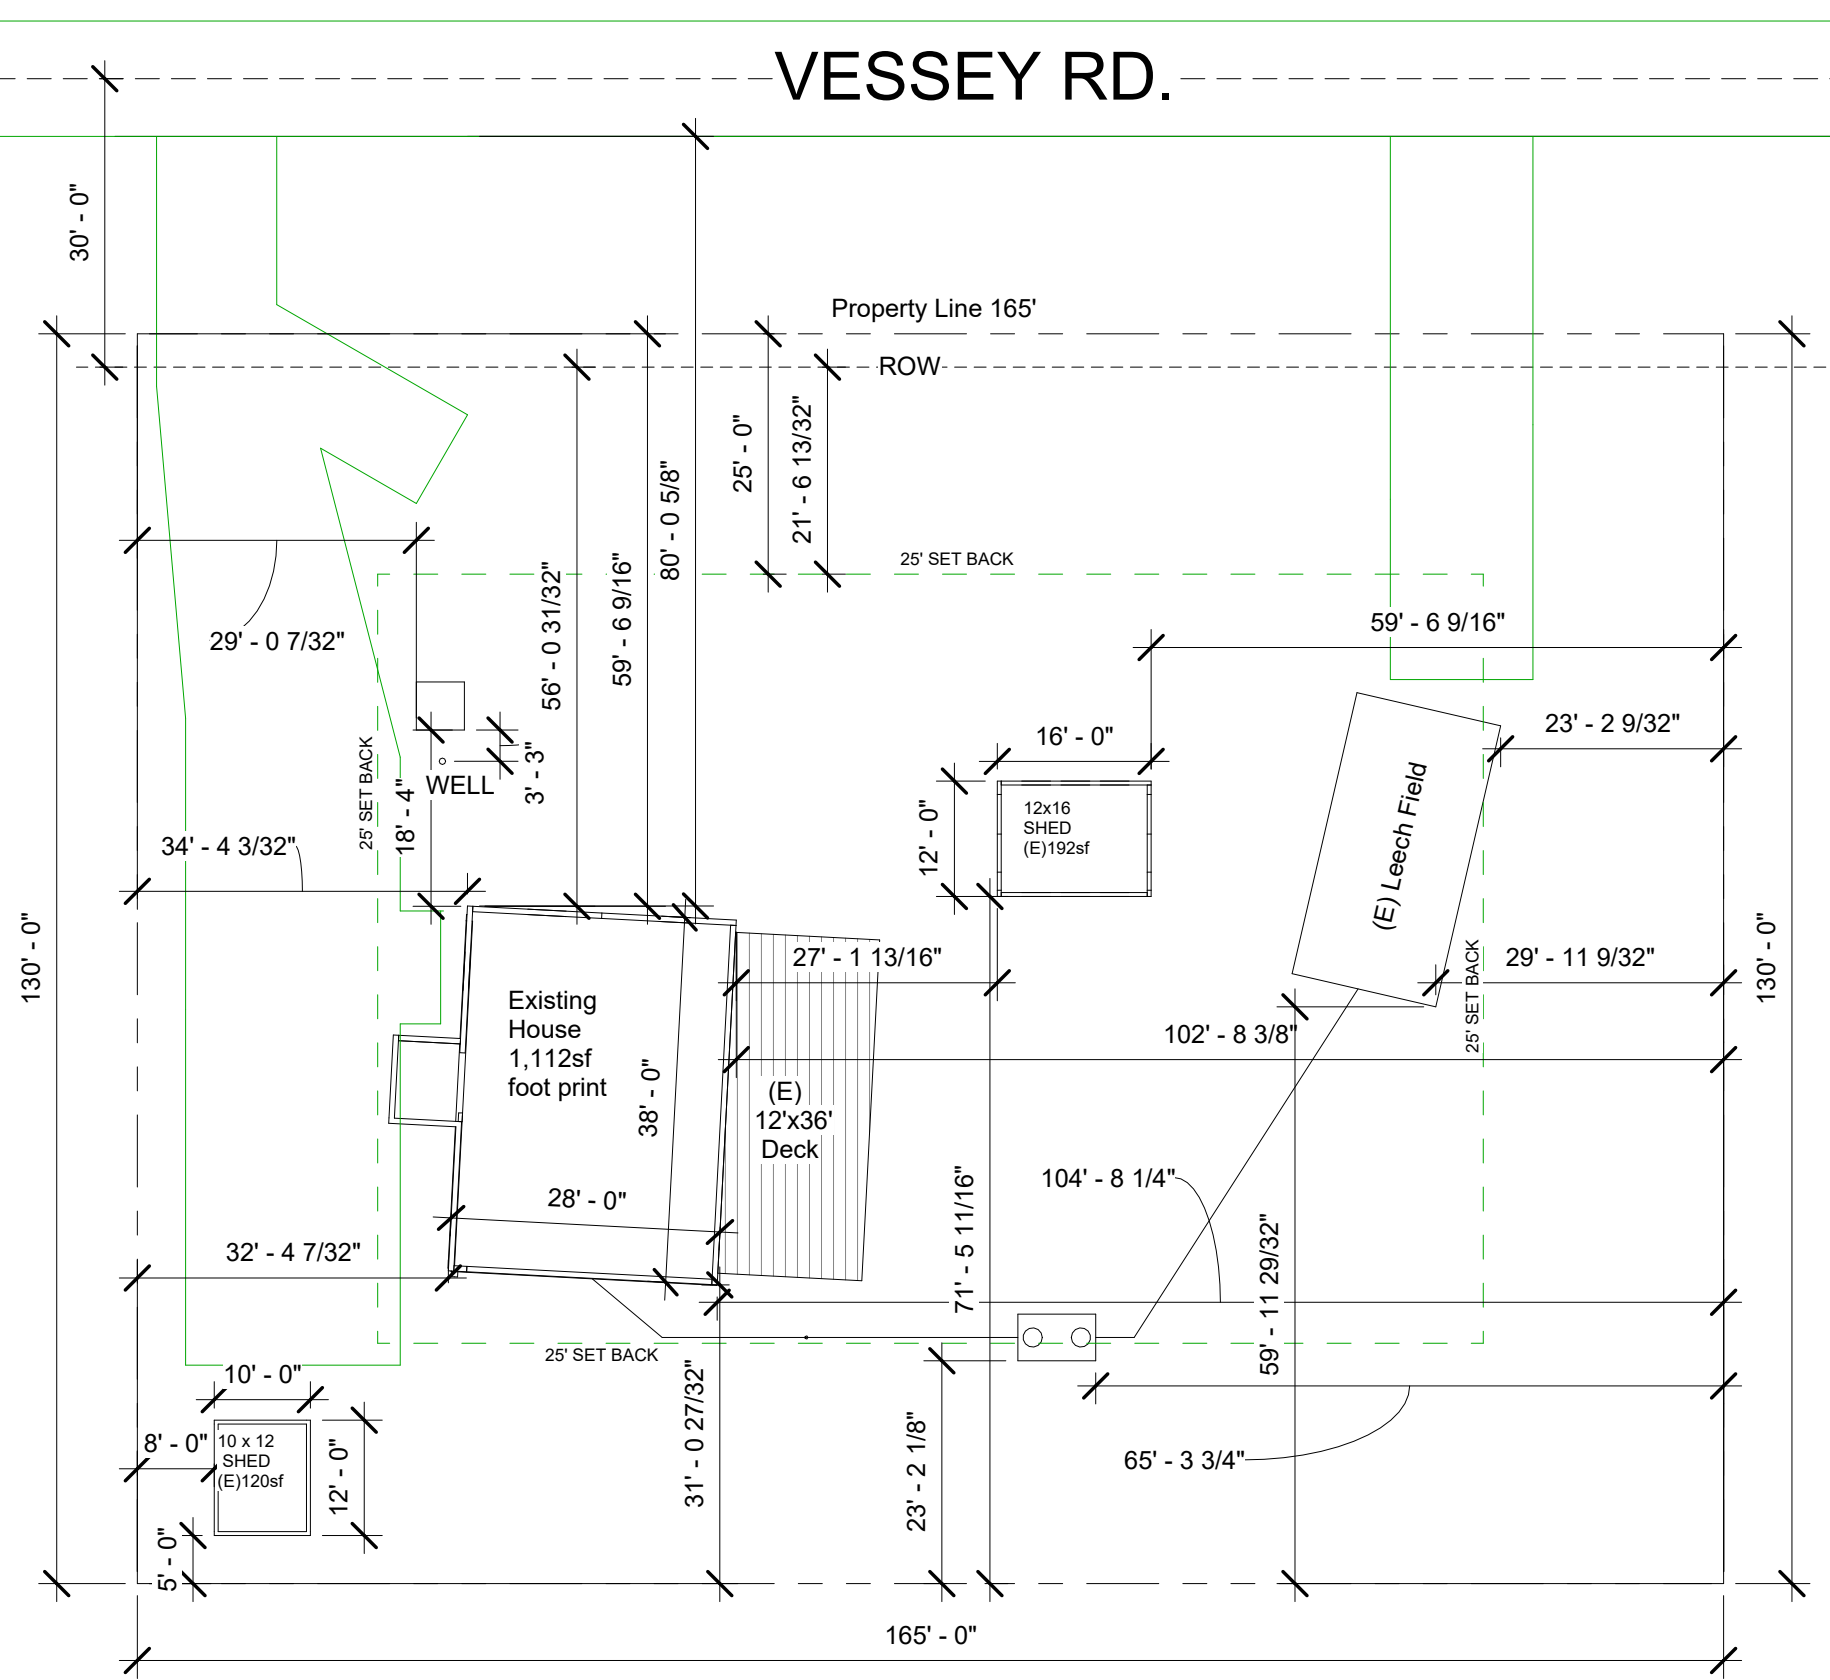 VESSEY RD.
30' - 0"
Property Line 165'
ROW
25' - 0"
21' - 6 13/32"
80' - 0 5/8"
59' - 6 9/16"
56' - 0 31/32"
25' SET BACK
29' - 0 7/32"
59' - 6 9/16"
23' - 2 9/32"
16' - 0"
3' - 3"
WELL
18' - 4"
25' SET BACK
34' - 4 3/32"
12' - 0"
12x16
SHED
(E)192sf
(E) Leech Field
130' - 0"
130' - 0"
27' - 1 13/16"
29' - 11 9/32"
25' SET BACK
102' - 8 3/8"
Existing
House
1,112sf
foot print
38' - 0"
(E)
12'x36'
Deck
28' - 0"
104' - 8 1/4"
71' - 5 11/16"
59' - 11 29/32"
32' - 4 7/32"
25' SET BACK
10' - 0"
31' - 0 27/32"
23' - 2 1/8"
65' - 3 3/4"
8' - 0"
10 x 12
SHED
(E)120sf
12' - 0"
5' - 0"
165' - 0"